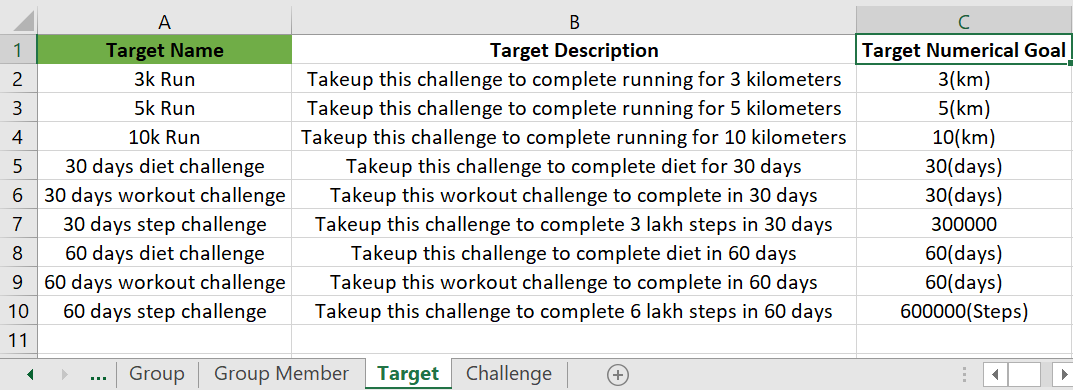 A B C
1 Target Name Target Description Target Numerical Goal
2 3k Run Takeup this challenge to complete running for 3 kilometers 3(km)
3 5k Run Takeup this challenge to complete running for 5 kilometers 5(km)
4 10k Run Takeup this challenge to complete running for 10 kilometers 10(km)
5 30 days diet challenge Takeup this challenge to complete diet for 30 days 30(days)
6 30 days workout challenge Takeup this workout challenge to complete in 30 days 30(days)
7 30 days step challenge Takeup this challenge to complete 3 lakh steps in 30 days 300000
8 60 days diet challenge Takeup this challenge to complete diet in 60 days 60(days)
9 60 days workout challenge Takeup this workout challenge to complete in 60 days 60(days)
10 60 days step challenge Takeup this challenge to complete 6 lakh steps in 60 days 600000(Steps)
11
... Group Group Member Target Challenge